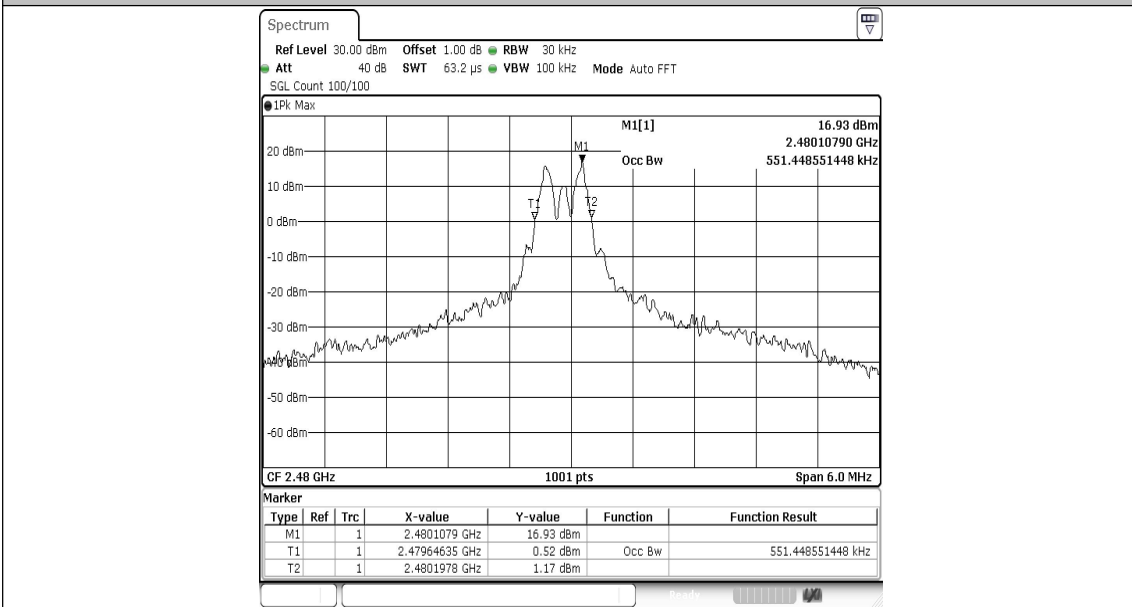 Spectrum
Ref Level 30.00 dBm Offset 1.00 dB RBW 30 kHz
Att 40 dB SWT 63.2 µs VBW 100 kHz Mode Auto FFT
SGL Count 100/100
1Pk Max
M1[1] 16.93 dBm
2.48010790 GHz
Occ Bw 551.448551448 kHz
M1
T1
T2
20 dBm
10 dBm
0 dBm
-10 dBm
-20 dBm
-30 dBm
-40 dBm
-50 dBm
-60 dBm
CF 2.48 GHz 1001 pts Span 6.0 MHz
Marker
Type Ref Trc X-value Y-value Function Function Result
M1 1 2.4801079 GHz 16.93 dBm
T1 1 2.47964635 GHz 0.52 dBm Occ Bw 551.448551448 kHz
T2 1 2.4801978 GHz 1.17 dBm
Ready